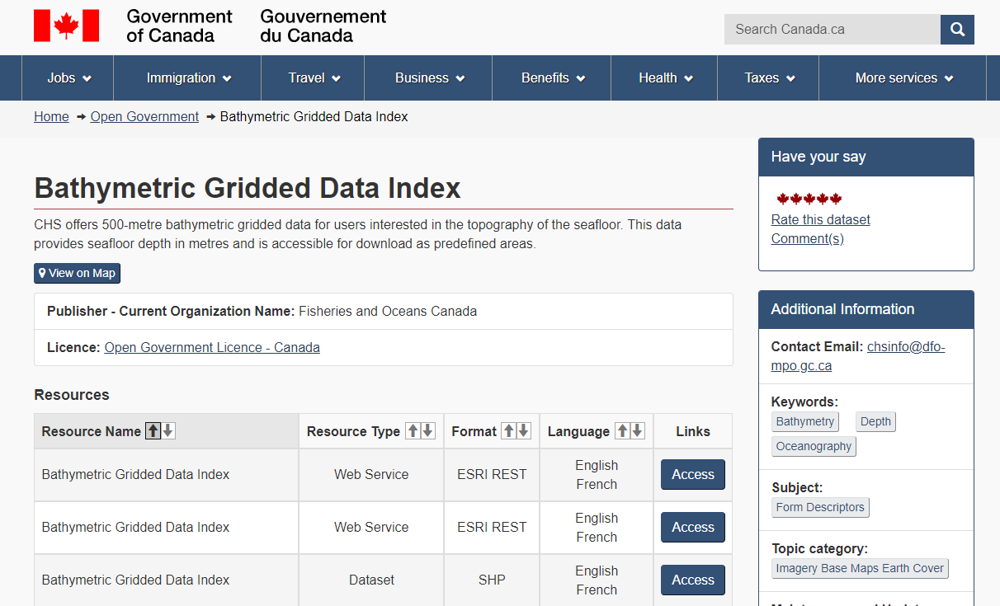 Government of Canada
Gouvernement du Canada
Search Canada.ca
Jobs Immigration Travel Business Benefits Health Taxes More services
Home Open Government Bathymetric Gridded Data Index
Bathymetric Gridded Data Index
CHS offers 500-metre bathymetric gridded data for users interested in the topography of the seafloor. This data
provides seafloor depth in metres and is accessible for download as predefined areas.
View on Map
Publisher - Current Organization Name: Fisheries and Oceans Canada
Licence: Open Government Licence - Canada
Resources
Resource Name Resource Type Format Language Links
Bathymetric Gridded Data Index Web Service ESRI REST English French Access
Bathymetric Gridded Data Index Web Service ESRI REST English French Access
Bathymetric Gridded Data Index Dataset SHP English French Access
Have your say
Rate this dataset
Comment(s)
Additional Information
Contact Email: chsinfo@dfo-
mpo.gc.ca
Keywords:
Bathymetry Depth
Oceanography
Subject:
Form Descriptors
Topic category:
Imagery Base Maps Earth Cover